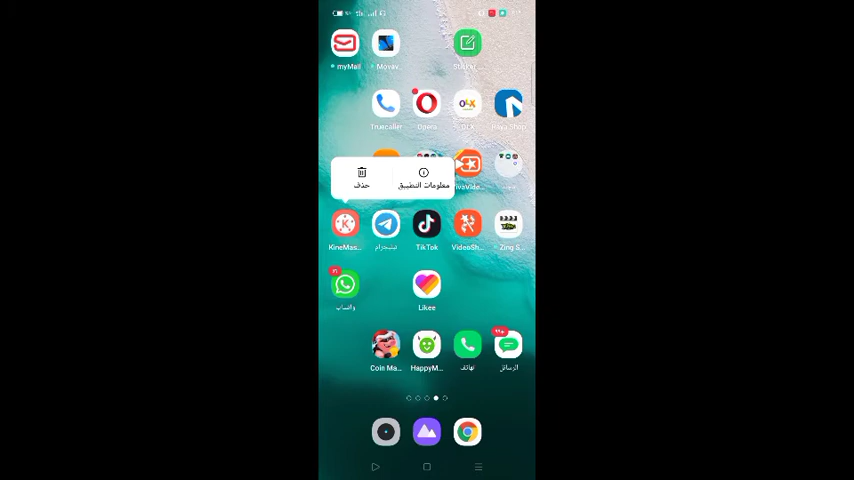 myMail
Truecaller
Opera
OLX
حذف
معلومات التطبيق
KineMas...
تيليجرام
TikTok
VideoSh...
Zing S...
٢١
واتساب
Likee
Coin Ma...
HappyM...
الهاتف
الرسائل